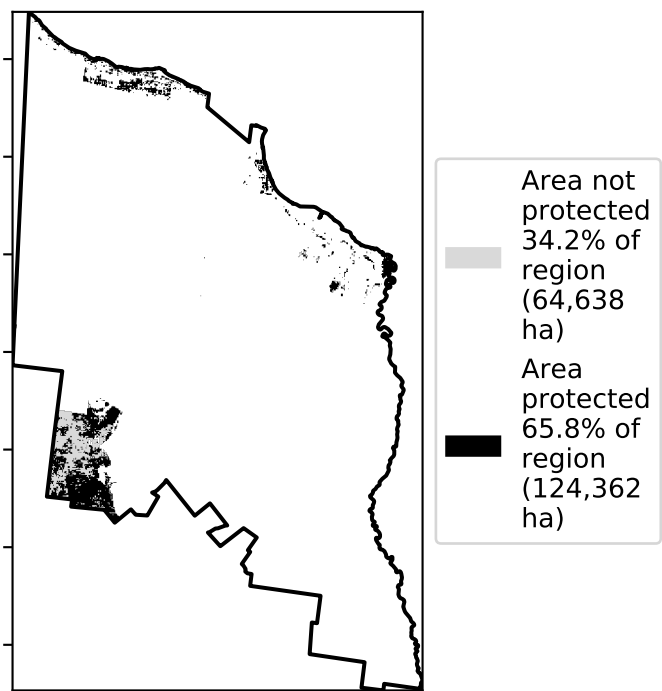 Area not
protected
34.2% of
region
(64,638
ha)
Area
protected
65.8% of
region
(124,362
ha)